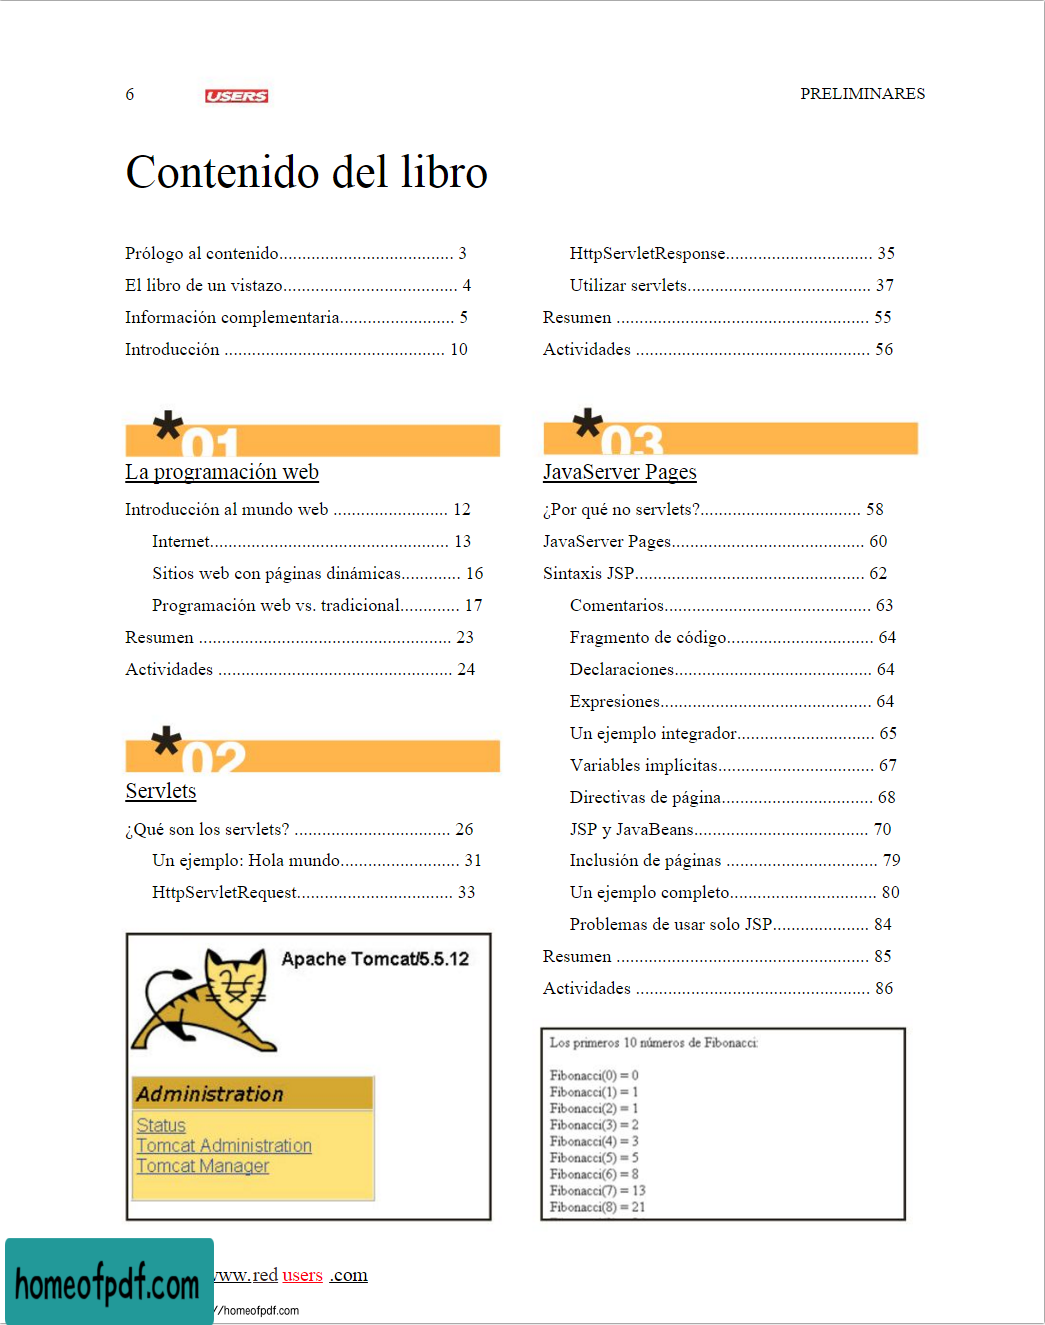 6 USERS PRELIMINARES
Contenido del libro
Prólogo al contenido...................................... 3
El libro de un vistazo...................................... 4
Información complementaria......................... 5
Introducción ................................................ 10
*01
La programación web
Introducción al mundo web ......................... 12
Internet.................................................... 13
Sitios web con páginas dinámicas............. 16
Programación web vs. tradicional............. 17
Resumen ....................................................... 23
Actividades ................................................... 24
*02
Servlets
¿Qué son los servlets? .................................. 26
Un ejemplo: Hola mundo.......................... 31
HttpServletRequest.................................. 33
Apache Tomcat/5.5.12
Administration
Status
Tomcat Administration
Tomcat Manager
HttpServletResponse................................ 35
Utilizar servlets........................................ 37
Resumen ....................................................... 55
Actividades ................................................... 56
*03
JavaServer Pages
¿Por qué no servlets?................................... 58
JavaServer Pages.......................................... 60
Sintaxis JSP.................................................. 62
Comentarios............................................. 63
Fragmento de código................................ 64
Declaraciones........................................... 64
Expresiones.............................................. 64
Un ejemplo integrador.............................. 65
Variables implícitas.................................. 67
Directivas de página................................. 68
JSP y JavaBeans...................................... 70
Inclusión de páginas ................................. 79
Un ejemplo completo................................ 80
Problemas de usar solo JSP..................... 84
Resumen ....................................................... 85
Actividades ................................................... 86
Los primeros 10 números de Fibonacci:
Fibonacci(0) = 0
Fibonacci(1) = 1
Fibonacci(2) = 1
Fibonacci(3) = 2
Fibonacci(4) = 3
Fibonacci(5) = 5
Fibonacci(6) = 8
Fibonacci(7) = 13
Fibonacci(8) = 21
homeofpdf.com
www.redusers .com
//homeofpdf.com